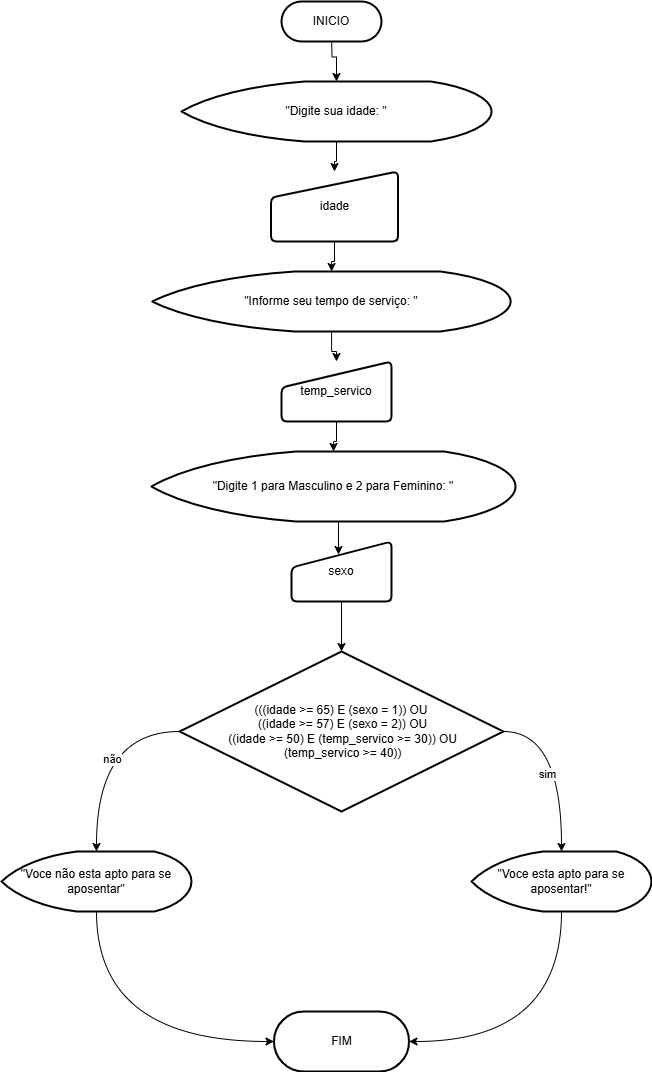 INICIO
"Digite sua idade: "
idade
"Informe seu tempo de serviço: "
temp_servico
"Digite 1 para Masculino e 2 para Feminino: "
sexo
(((idade >= 65) E (sexo = 1)) OU
((idade >= 57) E (sexo = 2)) OU
((idade >= 50) E (temp_servico >= 30)) OU
(temp_servico >= 40))
não
sim
"Voce não esta apto para se
aposentar"
"Voce esta apto para se
aposentar!"
FIM